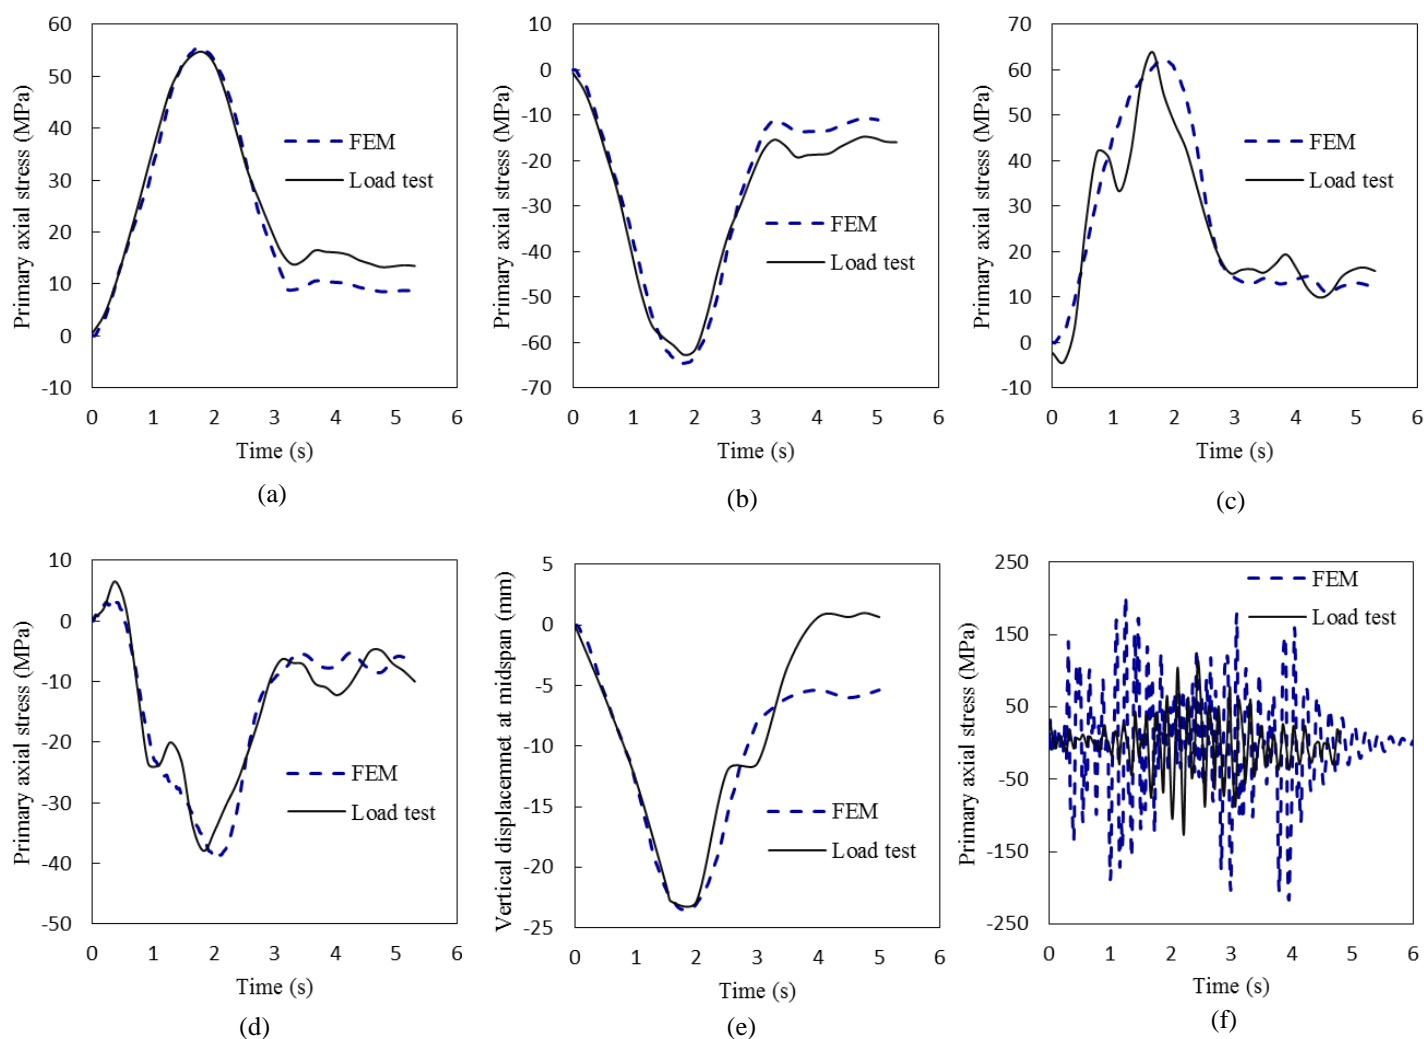 60
50
40
30
20
10
0
-10
Primary axial stress (MPa)
FEM
Load test
0 1 2 3 4 5 6
Time (s)
(a)
10
0
-10
-20
-30
-40
-50
-60
-70
Primary axial stress (MPa)
FEM
Load test
0 1 2 3 4 5 6
Time (s)
(b)
70
60
50
40
30
20
10
0
-10
Primary axial stress (MPa)
FEM
Load test
0 1 2 3 4 5 6
Time (s)
(c)
10
0
-10
-20
-30
-40
-50
Primary axial stress (MPa)
FEM
Load test
0 1 2 3 4 5 6
Time (s)
(d)
5
0
-5
-10
-15
-20
-25
Vertical displacemnet at midspan (mm)
FEM
Load test
0 1 2 3 4 5 6
Time (s)
(e)
250
150
50
-50
-150
-250
Primary axial stress (MPa)
FEM
Load test
0 1 2 3 4 5 6
Time (s)
(f)